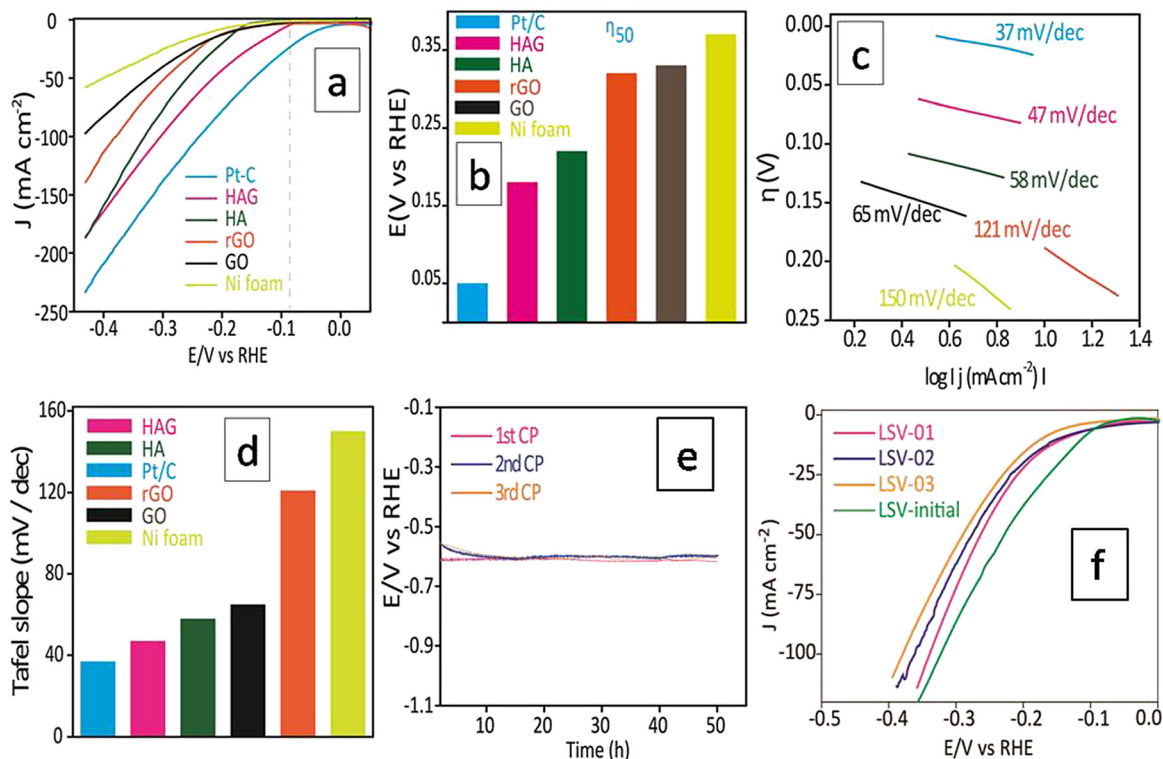 a
J (mA cm⁻²)
0
-50
-100
-150
-200
-250
Pt-C
HAG
HA
rGO
GO
Ni foam
-0.4
-0.3
-0.2
-0.1
0.0
E/V vs RHE
b
η50
E(V vs RHE)
0.35
0.25
0.15
0.05
Pt/C
HAG
HA
rGO
GO
Ni foam
c
η (V)
0.00
0.05
0.10
0.15
0.20
0.25
37 mV/dec
47 mV/dec
58 mV/dec
65 mV/dec
121 mV/dec
150 mV/dec
0.2
0.6
1.0
1.4
log l j (mA cm⁻²) l
d
Tafel slope (mV / dec)
160
120
80
40
0
HAG
HA
Pt/C
rGO
GO
Ni foam
e
E/V vs RHE
-0.1
-0.3
-0.5
-0.6
-0.9
-1.1
1st CP
2nd CP
3rd CP
10
20
30
40
50
Time (h)
f
J (mA cm⁻²)
0
-25
-50
-75
-100
LSV-01
LSV-02
LSV-03
LSV-initial
-0.5
-0.4
-0.3
-0.2
-0.1
0.0
E/V vs RHE